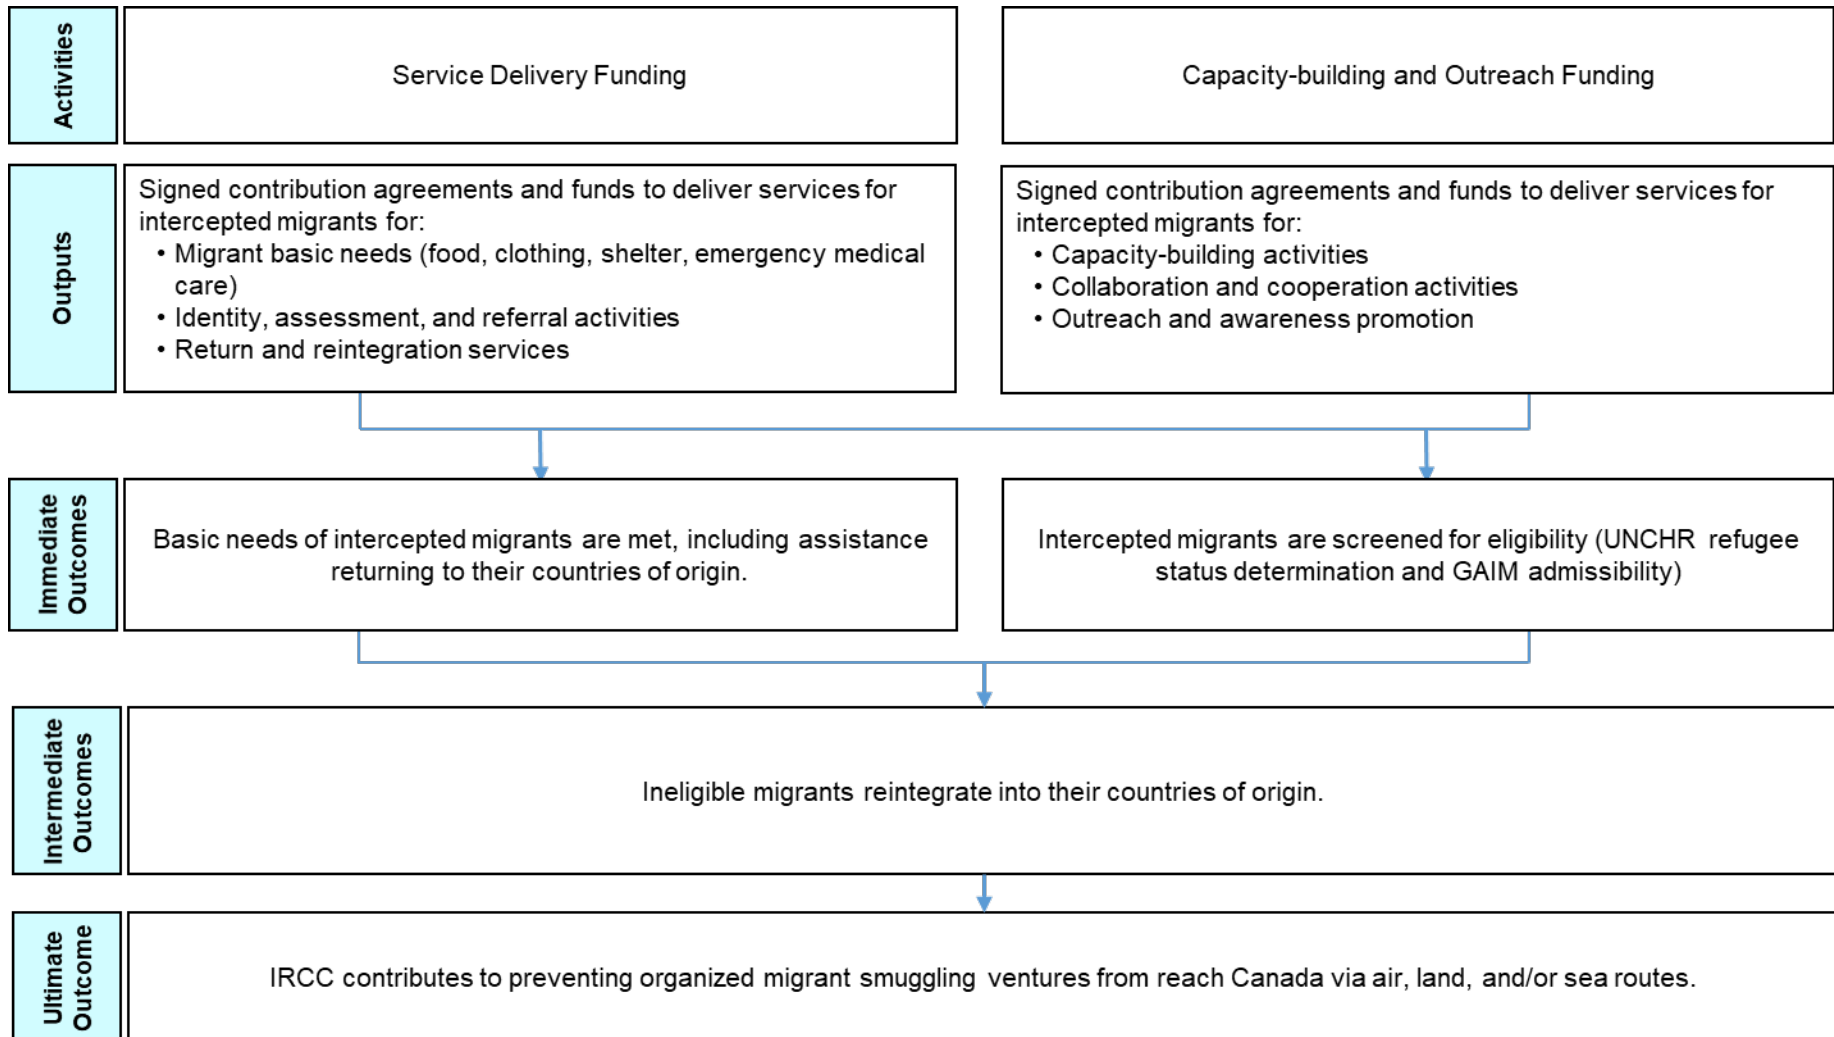 Activities
Service Delivery Funding
Capacity-building and Outreach Funding
Outputs
Signed contribution agreements and funds to deliver services for
intercepted migrants for:
• Migrant basic needs (food, clothing, shelter, emergency medical
care)
• Identity, assessment, and referral activities
• Return and reintegration services
Signed contribution agreements and funds to deliver services for
intercepted migrants for:
• Capacity-building activities
• Collaboration and cooperation activities
• Outreach and awareness promotion
Immediate
Outcomes
Basic needs of intercepted migrants are met, including assistance
returning to their countries of origin.
Intercepted migrants are screened for eligibility (UNCHR refugee
status determination and GAIM admissibility)
Intermediate
Outcomes
Ineligible migrants reintegrate into their countries of origin.
Ultimate
Outcome
IRCC contributes to preventing organized migrant smuggling ventures from reach Canada via air, land, and/or sea routes.